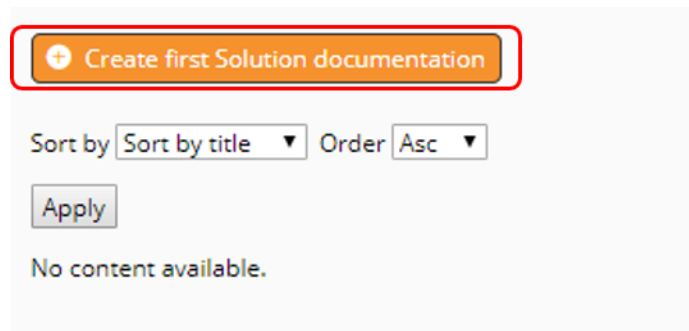 Create first Solution documentation
Sort by Sort by title Order Asc
Apply
No content available.